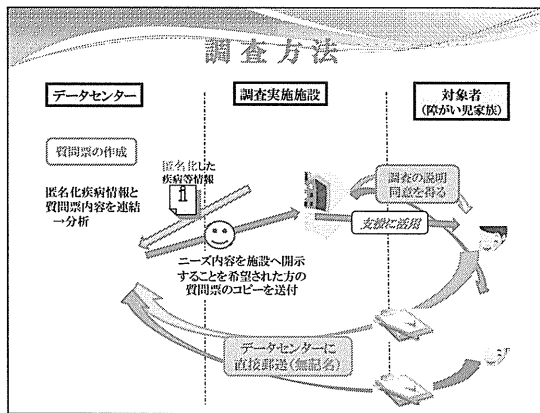 調査方法
データセンター
調査実施施設
対象者
(障がい児家族)
質問票の作成
匿名化した
疾病等情報
調査の説明
同意を得る
匿名化疾病情報と
質問票内容を連結
→分析
支援に活用
ニーズ内容を施設へ開示
することを希望された方の
質問票のコピーを送付
データセンターに
直接郵送(無記名)